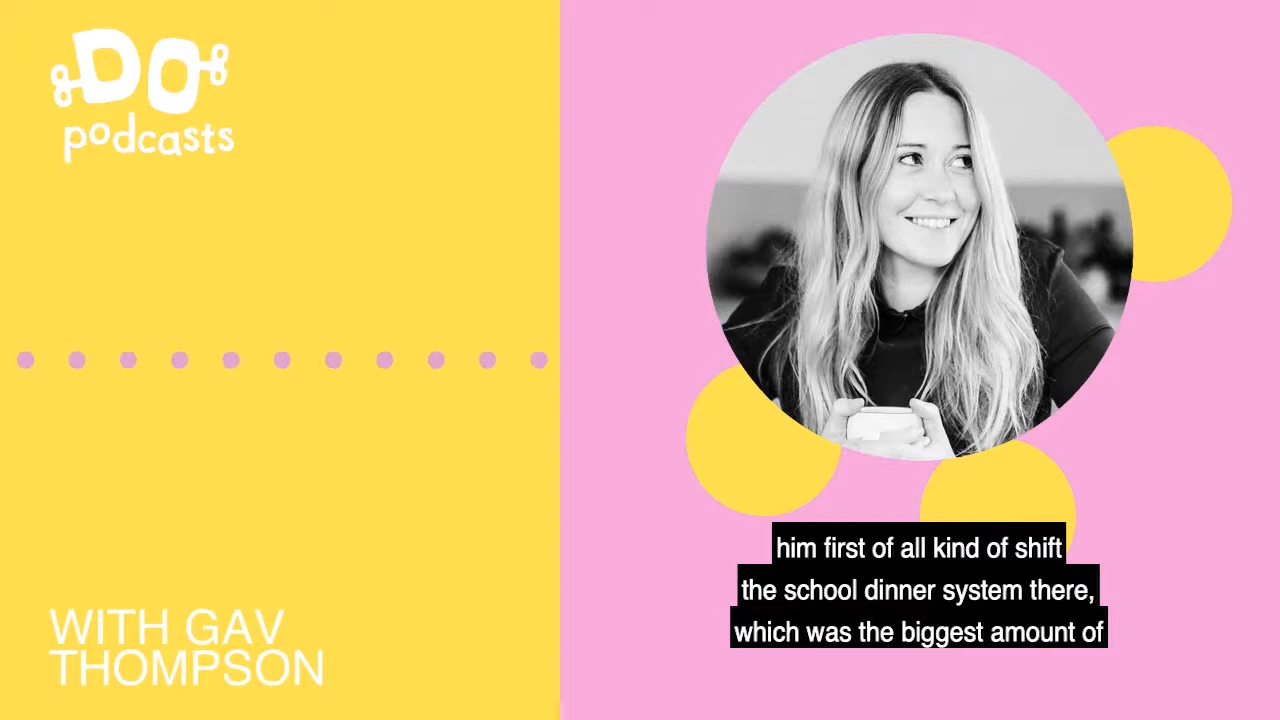 DO
podcasts
him first of all kind of shift
the school dinner system there,
which was the biggest amount of
WITH GAV
THOMPSON